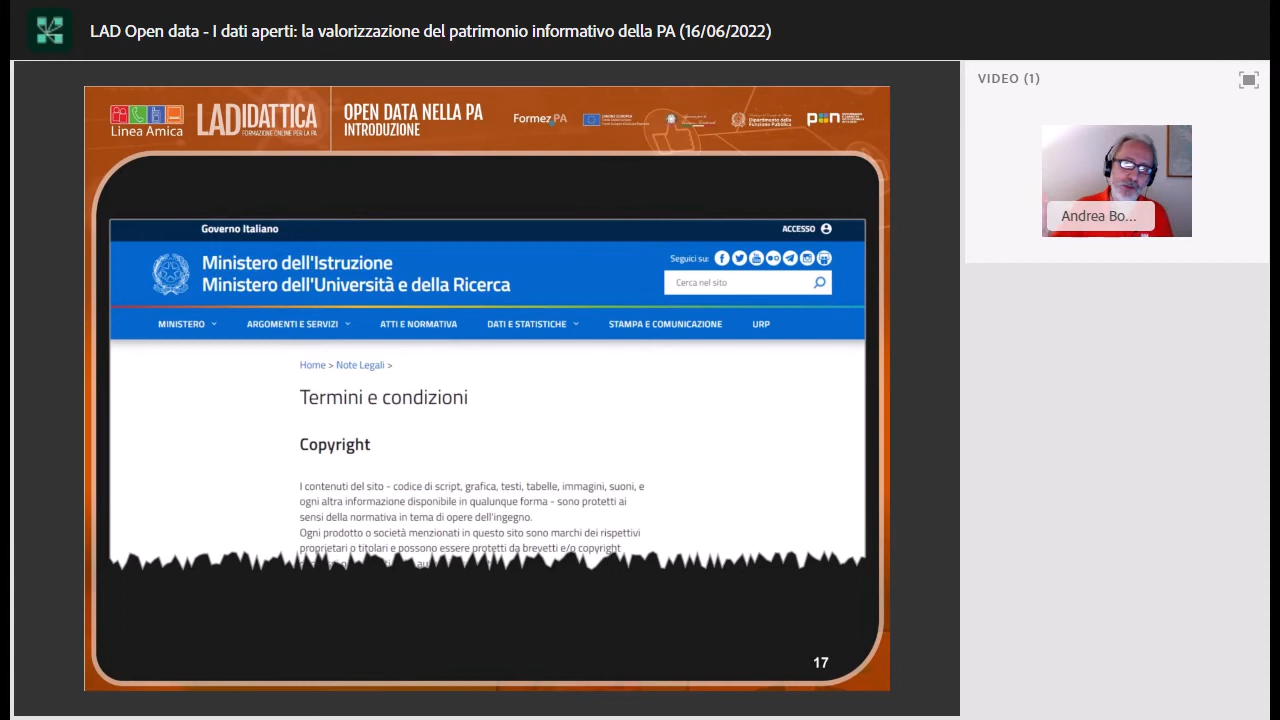 LAD Open data - I dati aperti: la valorizzazione del patrimonio informativo della PA (16/06/2022)
VIDEO (1)
Andrea Bo...
Linea Amica
LADIDATTICA
FORMAZIONE ONLINE PER LA PA
OPEN DATA NELLA PA
INTRODUZIONE
Formez PA
UNIONE EUROPEA
Dipartimento della
Funzione Pubblica
pon
Governo Italiano
ACCESSO
Ministero dell'Istruzione
Ministero dell'Università e della Ricerca
Seguici su:
Cerca nel sito
MINISTERO
ARGOMENTI E SERVIZI
ATTI E NORMATIVA
DATI E STATISTICHE
STAMPA E COMUNICAZIONE
URP
Home > Note Legali >
Termini e condizioni
Copyright
I contenuti del sito - codice di script, grafica, testi, tabelle, immagini, suoni, e
ogni altra informazione disponibile in qualunque forma - sono protetti ai
sensi della normativa in tema di opere dell'ingegno.
Ogni prodotto o società menzionati in questo sito sono marchi dei rispettivi
proprietari o titolari e possono essere protetti da brevetti e/o copyright
17